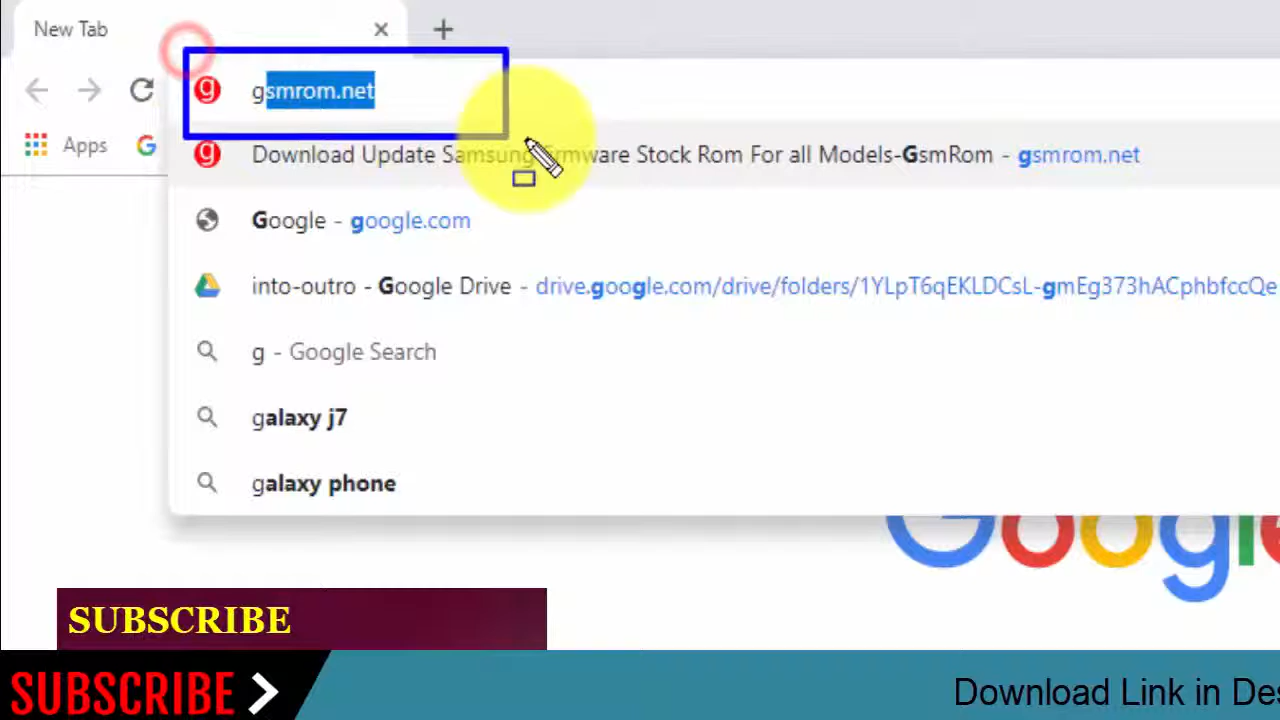 New Tab
gsmrom.net
Apps
Download Update Samsung Firmware Stock Rom For all Models-GsmRom - gsmrom.net
Google - google.com
into-outro - Google Drive - drive.google.com/drive/folders/1YLpT6qEKLDCsL-gmEg373hACphbfccQe
g - Google Search
galaxy j7
galaxy phone
Google
SUBSCRIBE
SUBSCRIBE
Download Link in